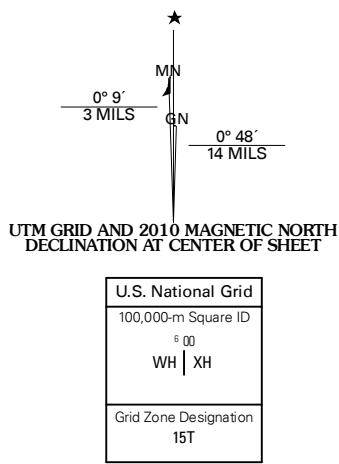 ★
MN
0° 9´
3 MILS
GN
0° 48´
14 MILS
UTM GRID AND 2010 MAGNETIC NORTH
DECLINATION AT CENTER OF SHEET
U.S. National Grid
100,000-m Square ID
6 00
WH | XH
Grid Zone Designation
15T